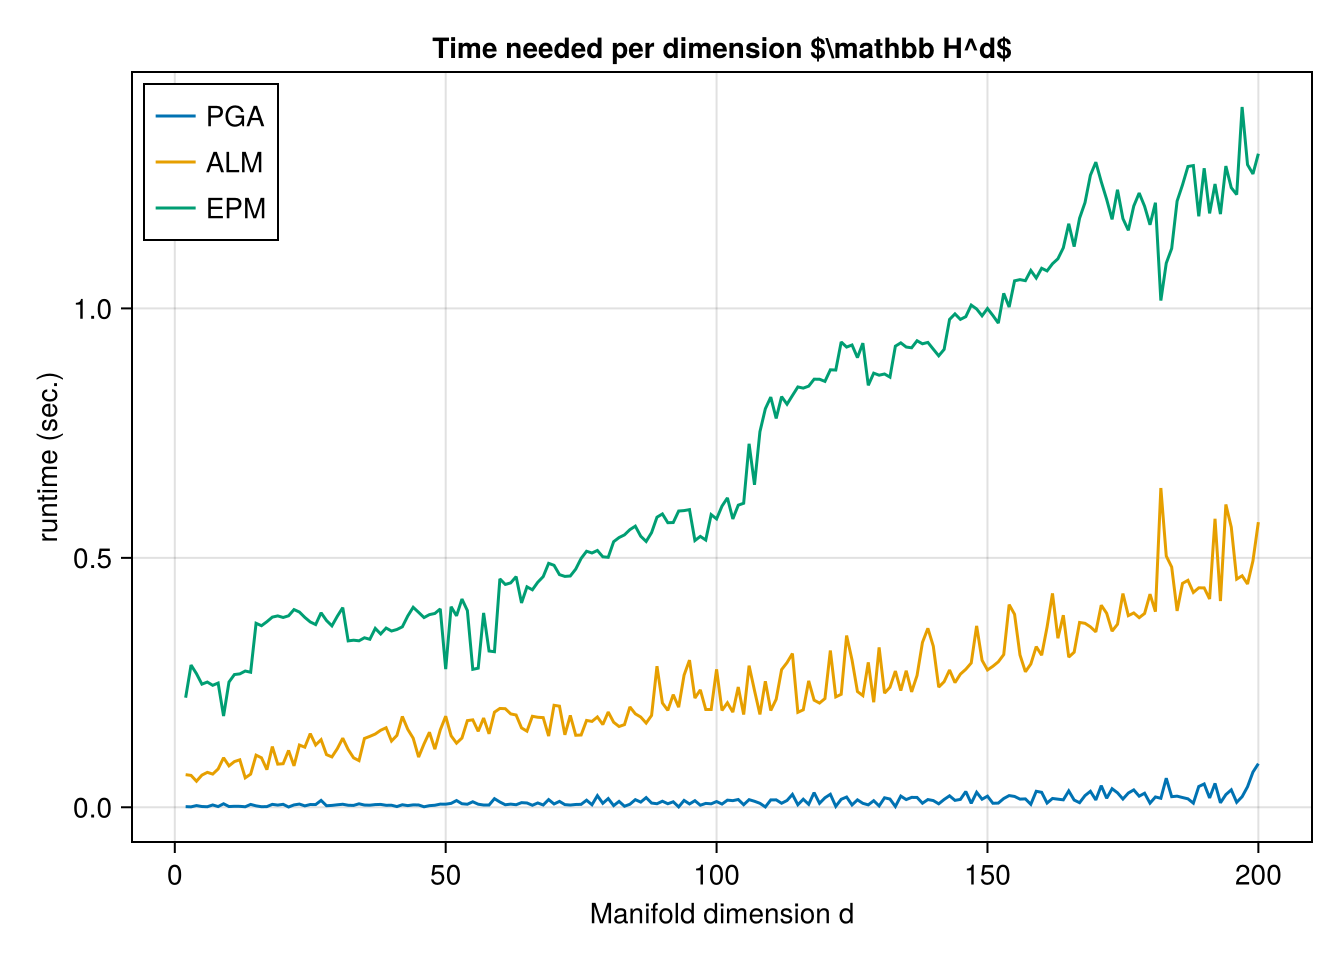 Time needed per dimension $\mathbb H^d$
PGA
ALM
EPM
runtime (sec.)
1.0
0.5
0.0
0 50 100 150 200
Manifold dimension d